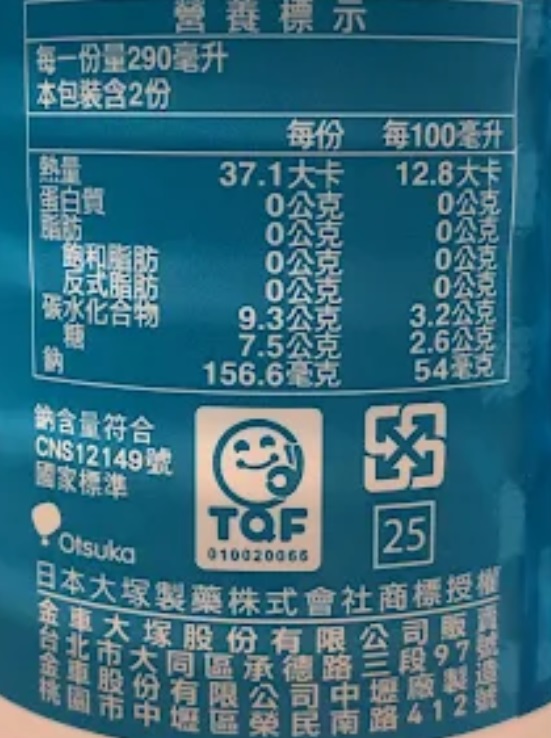 營養標示
每一份量290毫升
本包裝含2份
每份 每100毫升
熱量 37.1大卡 12.8大卡
蛋白質 0公克 0公克
脂肪 0公克 0公克
飽和脂肪 0公克 0公克
反式脂肪 0公克 0公克
碳水化合物 9.3公克 3.2公克
糖 7.5公克 2.6公克
鈉 156.6毫克 54毫克
鈉含量符合
CNS12149號
國家標準
TQF
010020066
25
Otsuka
日本大塚製藥株式會社商標授權
金車大塚股份有限公司販賣
台北市大同區承德路三段97號
金車股份有限公司中壢廠製造
桃園市中壢區榮民南路412號